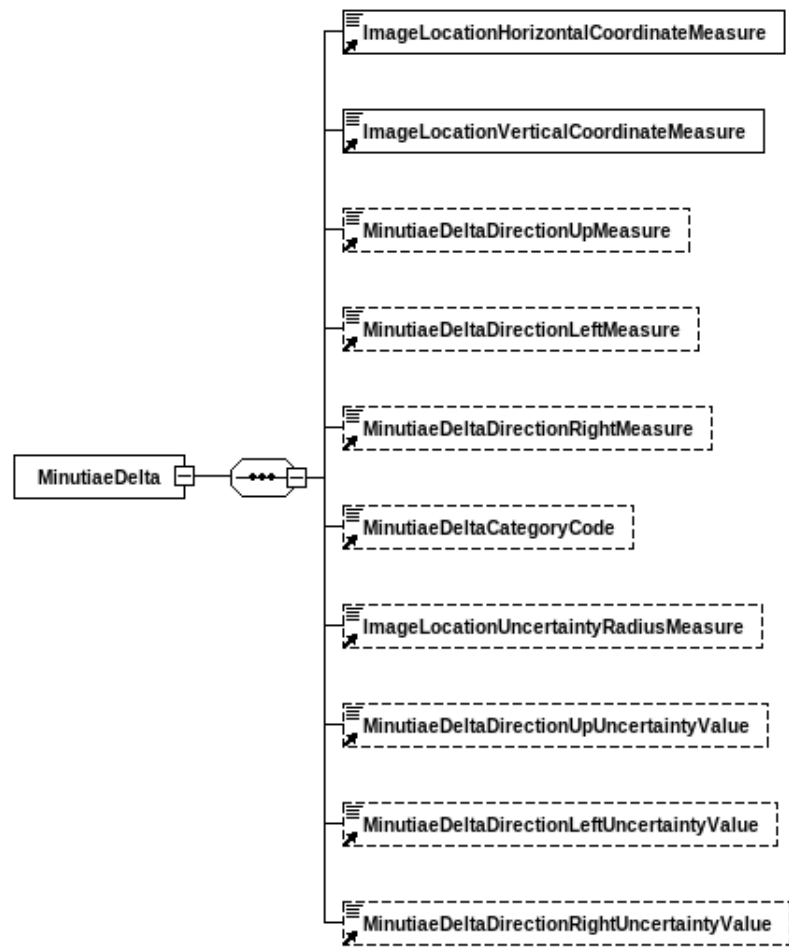 ImageLocationHorizontalCoordinateMeasure
ImageLocationVerticalCoordinateMeasure
MinutiaeDeltaDirectionUpMeasure
MinutiaeDeltaDirectionLeftMeasure
MinutiaeDeltaDirectionRightMeasure
MinutiaeDelta
MinutiaeDeltaCategoryCode
ImageLocationUncertaintyRadiusMeasure
MinutiaeDeltaDirectionUpUncertaintyValue
MinutiaeDeltaDirectionLeftUncertaintyValue
MinutiaeDeltaDirectionRightUncertaintyValue